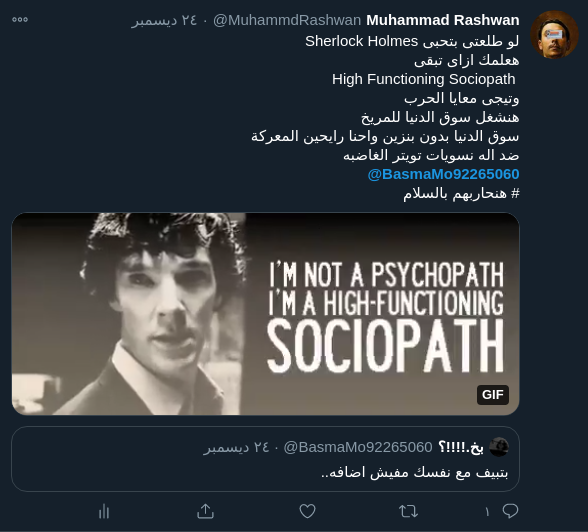 Muhammad Rashwan @MuhammdRashwan · ٢٤ ديسمبر
لو طلعتى بتحبى Sherlock Holmes
هعلمك ازاى تبقى
High Functioning Sociopath
وتيجى معايا الحرب
هنشغل سوق الدنيا للمريخ
سوق الدنيا بدون بنزين واحنا رايحين المعركة
ضد اله نسويات تويتر الغاضبه
@BasmaMo92265060
# هنحاربهم بالسلام
I'M NOT A PSYCHOPATH
I'M A HIGH-FUNCTIONING
SOCIOPATH
GIF
بخ.!!!!؟ @BasmaMo92265060 · ٢٤ ديسمبر
بتبيف مع نفسك مفيش اضافه..
١